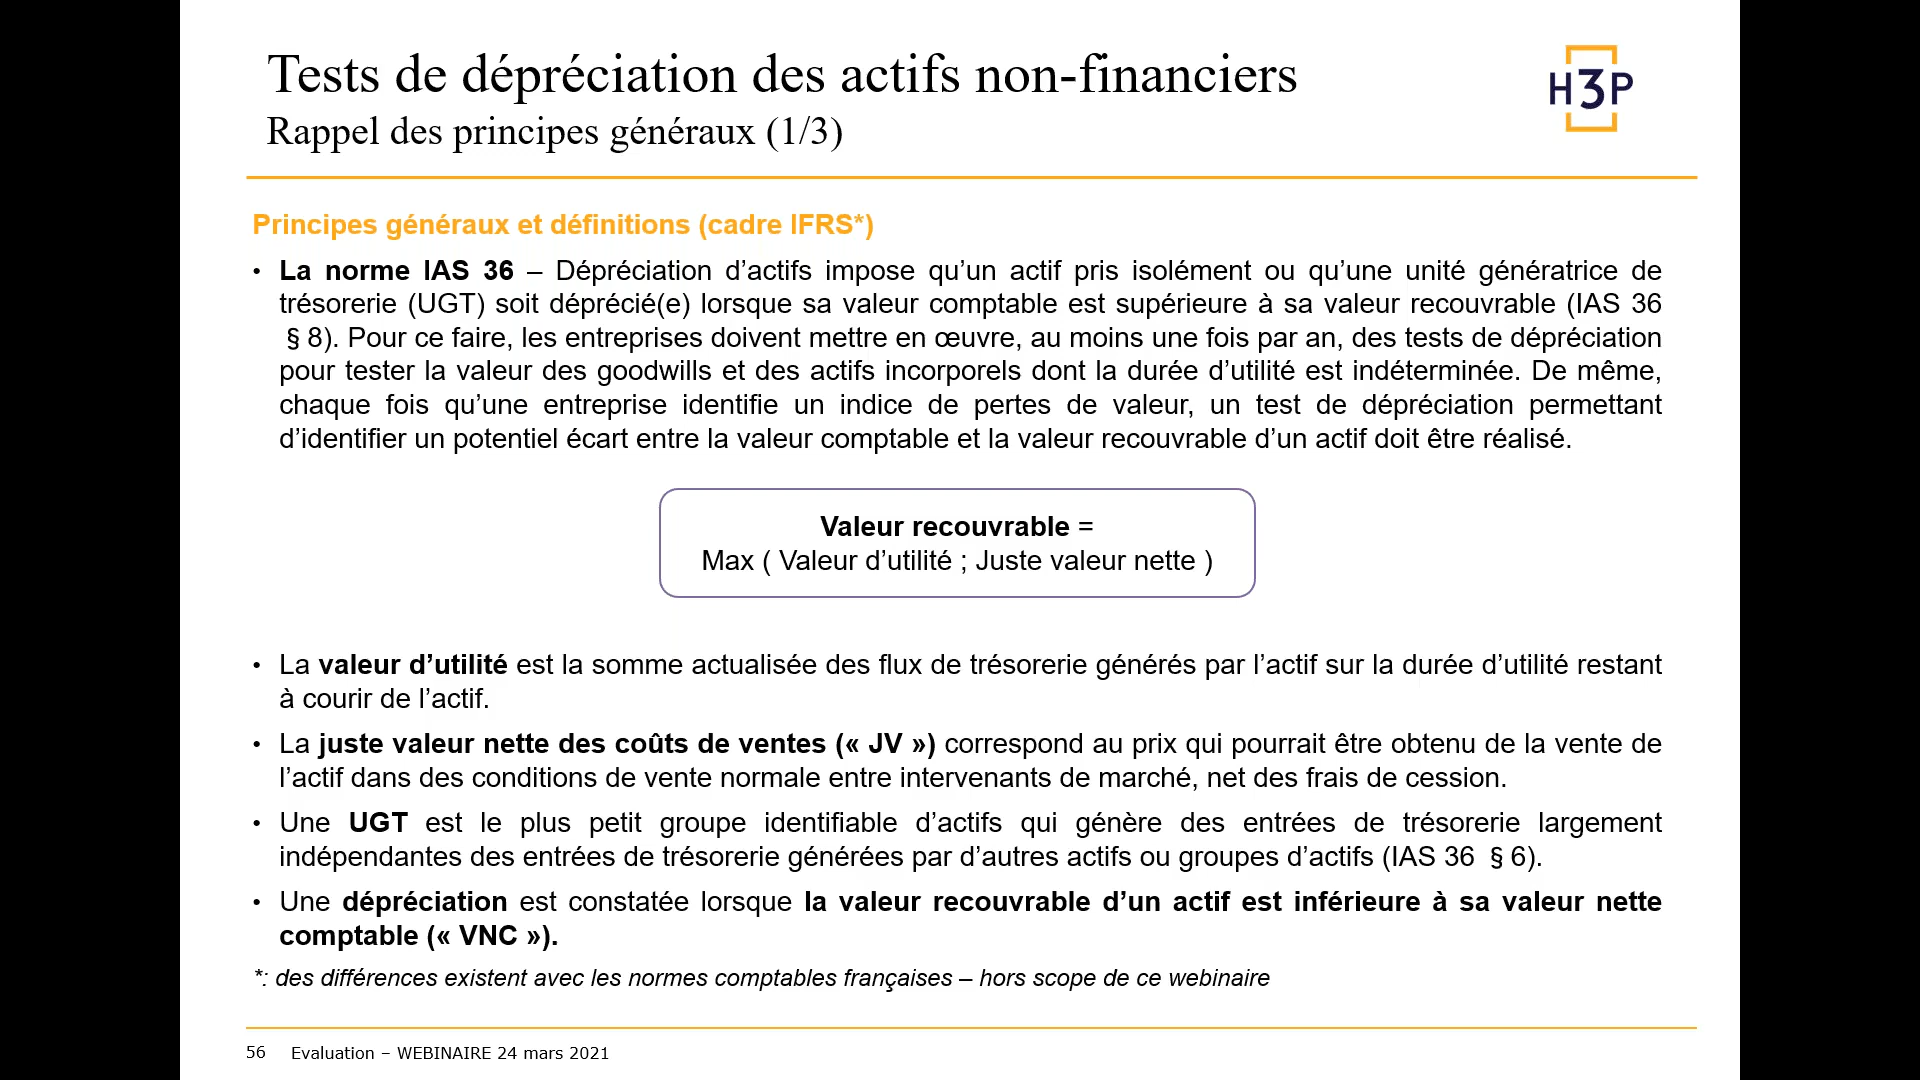 Tests de dépréciation des actifs non-financiers
Rappel des principes généraux (1/3)
H3P
Principes généraux et définitions (cadre IFRS*)
• La norme IAS 36 – Dépréciation d’actifs impose qu’un actif pris isolément ou qu’une unité génératrice de
trésorerie (UGT) soit déprécié(e) lorsque sa valeur comptable est supérieure à sa valeur recouvrable (IAS 36
§ 8). Pour ce faire, les entreprises doivent mettre en œuvre, au moins une fois par an, des tests de dépréciation
pour tester la valeur des goodwills et des actifs incorporels dont la durée d’utilité est indéterminée. De même,
chaque fois qu’une entreprise identifie un indice de pertes de valeur, un test de dépréciation permettant
d’identifier un potentiel écart entre la valeur comptable et la valeur recouvrable d’un actif doit être réalisé.
Valeur recouvrable =
Max ( Valeur d’utilité ; Juste valeur nette )
• La valeur d’utilité est la somme actualisée des flux de trésorerie générés par l’actif sur la durée d’utilité restant
à courir de l’actif.
• La juste valeur nette des coûts de ventes (« JV ») correspond au prix qui pourrait être obtenu de la vente de
l’actif dans des conditions de vente normale entre intervenants de marché, net des frais de cession.
• Une UGT est le plus petit groupe identifiable d’actifs qui génère des entrées de trésorerie largement
indépendantes des entrées de trésorerie générées par d’autres actifs ou groupes d’actifs (IAS 36 § 6).
• Une dépréciation est constatée lorsque la valeur recouvrable d’un actif est inférieure à sa valeur nette
comptable (« VNC »).
*: des différences existent avec les normes comptables françaises – hors scope de ce webinaire
56 Evaluation – WEBINAIRE 24 mars 2021